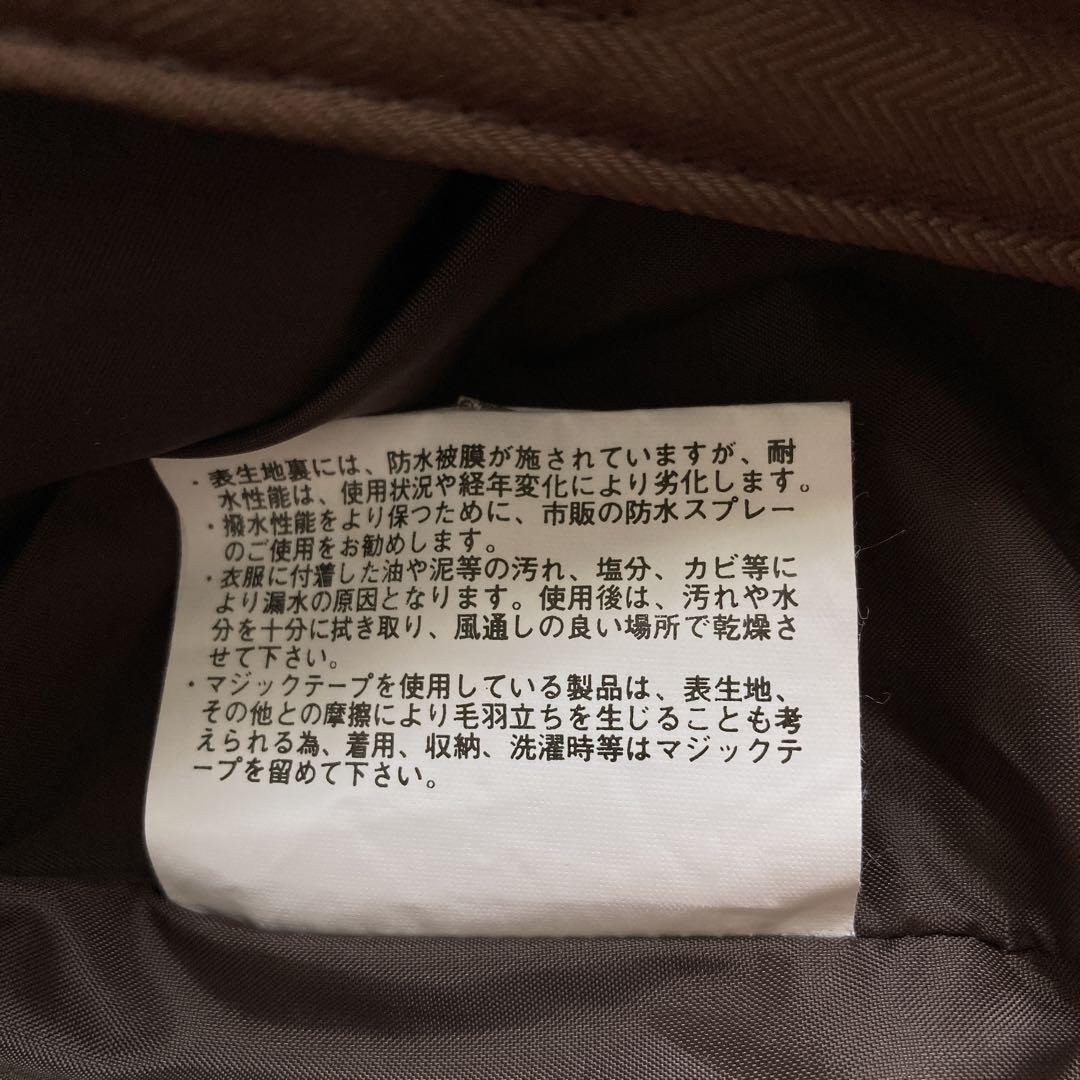 ・表生地裏には、防水被膜が施されていますが、耐
水性能は、使用状況や経年変化により劣化します。
・撥水性能をより保つために、市販の防水スプレー
のご使用をお勧めします。
・衣服に付着した油や泥等の汚れ、塩分、カビ等に
より漏水の原因となります。使用後は、汚れや水
分を十分に拭き取り、風通しの良い場所で乾燥さ
せて下さい。
・マジックテープを使用している製品は、表生地、
その他との摩擦により毛羽立ちを生じることも考
えられる為、着用、収納、洗濯時等はマジックテ
ープを留めて下さい。